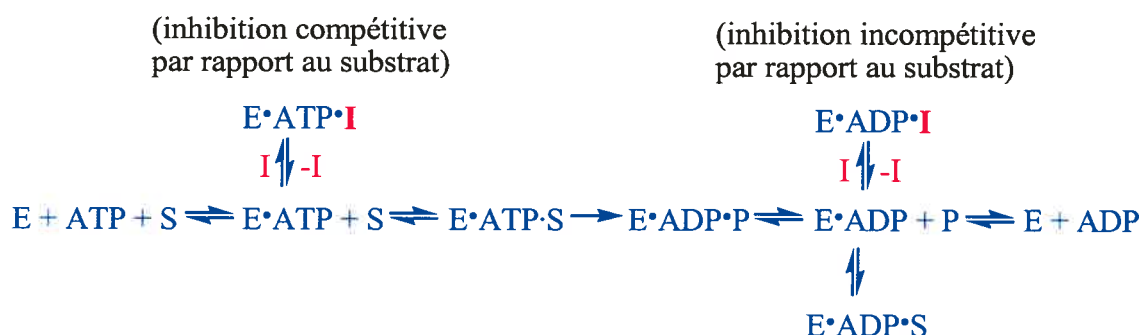 (inhibition compétitive
par rapport au substrat)
(inhibition incompétitive
par rapport au substrat)
E•ATP•I
E•ADP•I
I -I
I -I
E + ATP + S ⇌ E•ATP + S ⇌ E•ATP·S → E•ADP•P ⇌ E•ADP + P ⇌ E + ADP
E•ADP•S